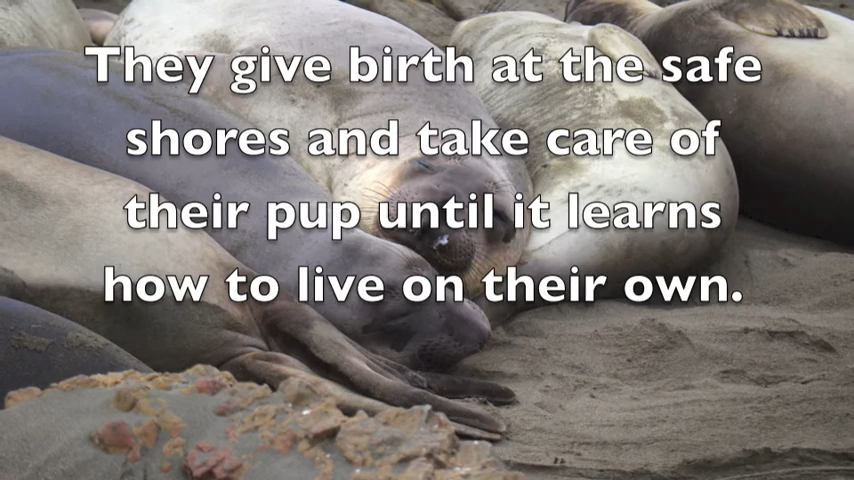 They give birth at the safe
shores and take care of
their pup until it learns
how to live on their own.